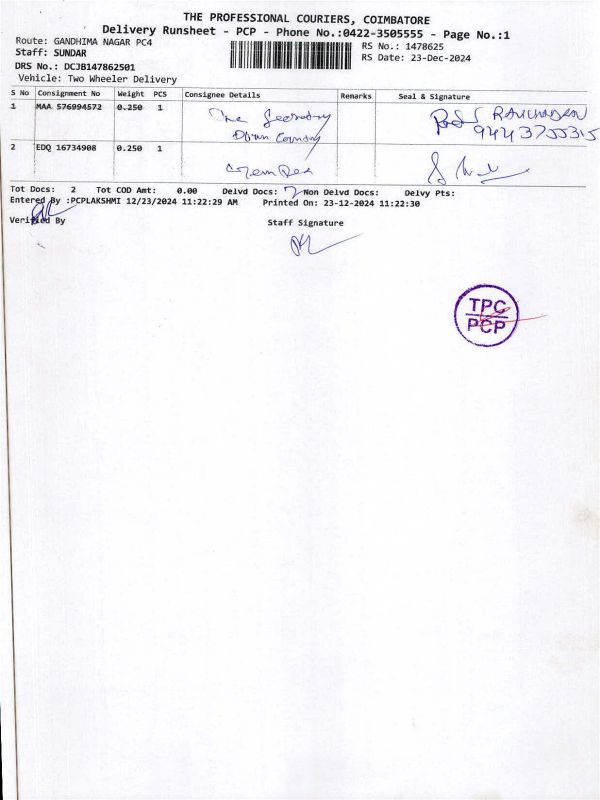 THE PROFESSIONAL COURIERS, COIMBATORE
Delivery Runsheet - PCP - Phone No.:0422-3505555 - Page No.:1
Route: GANDHIMA NAGAR PC4
RS No.: 1478625
Staff: SUNDAR
RS Date: 23-Dec-2024
DRS No.: DCJB147862501
Vehicle: Two Wheeler Delivery
S No Consignment No Weight PCS Consignee Details Remarks Seal & Signature
1 MAA 576994572 0.250 1 The Secretary
9443755315
2 EDQ 16734908 0.250 1
Tot Docs: 2 Tot COD Amt: 0.00 Delvd Docs: 2 Non Delvd Docs: Delvy Pts:
Entered By :PCPLAKSHMI 12/23/2024 11:22:29 AM Printed On: 23-12-2024 11:22:30
Verified By Staff Signature
TPC
PCP